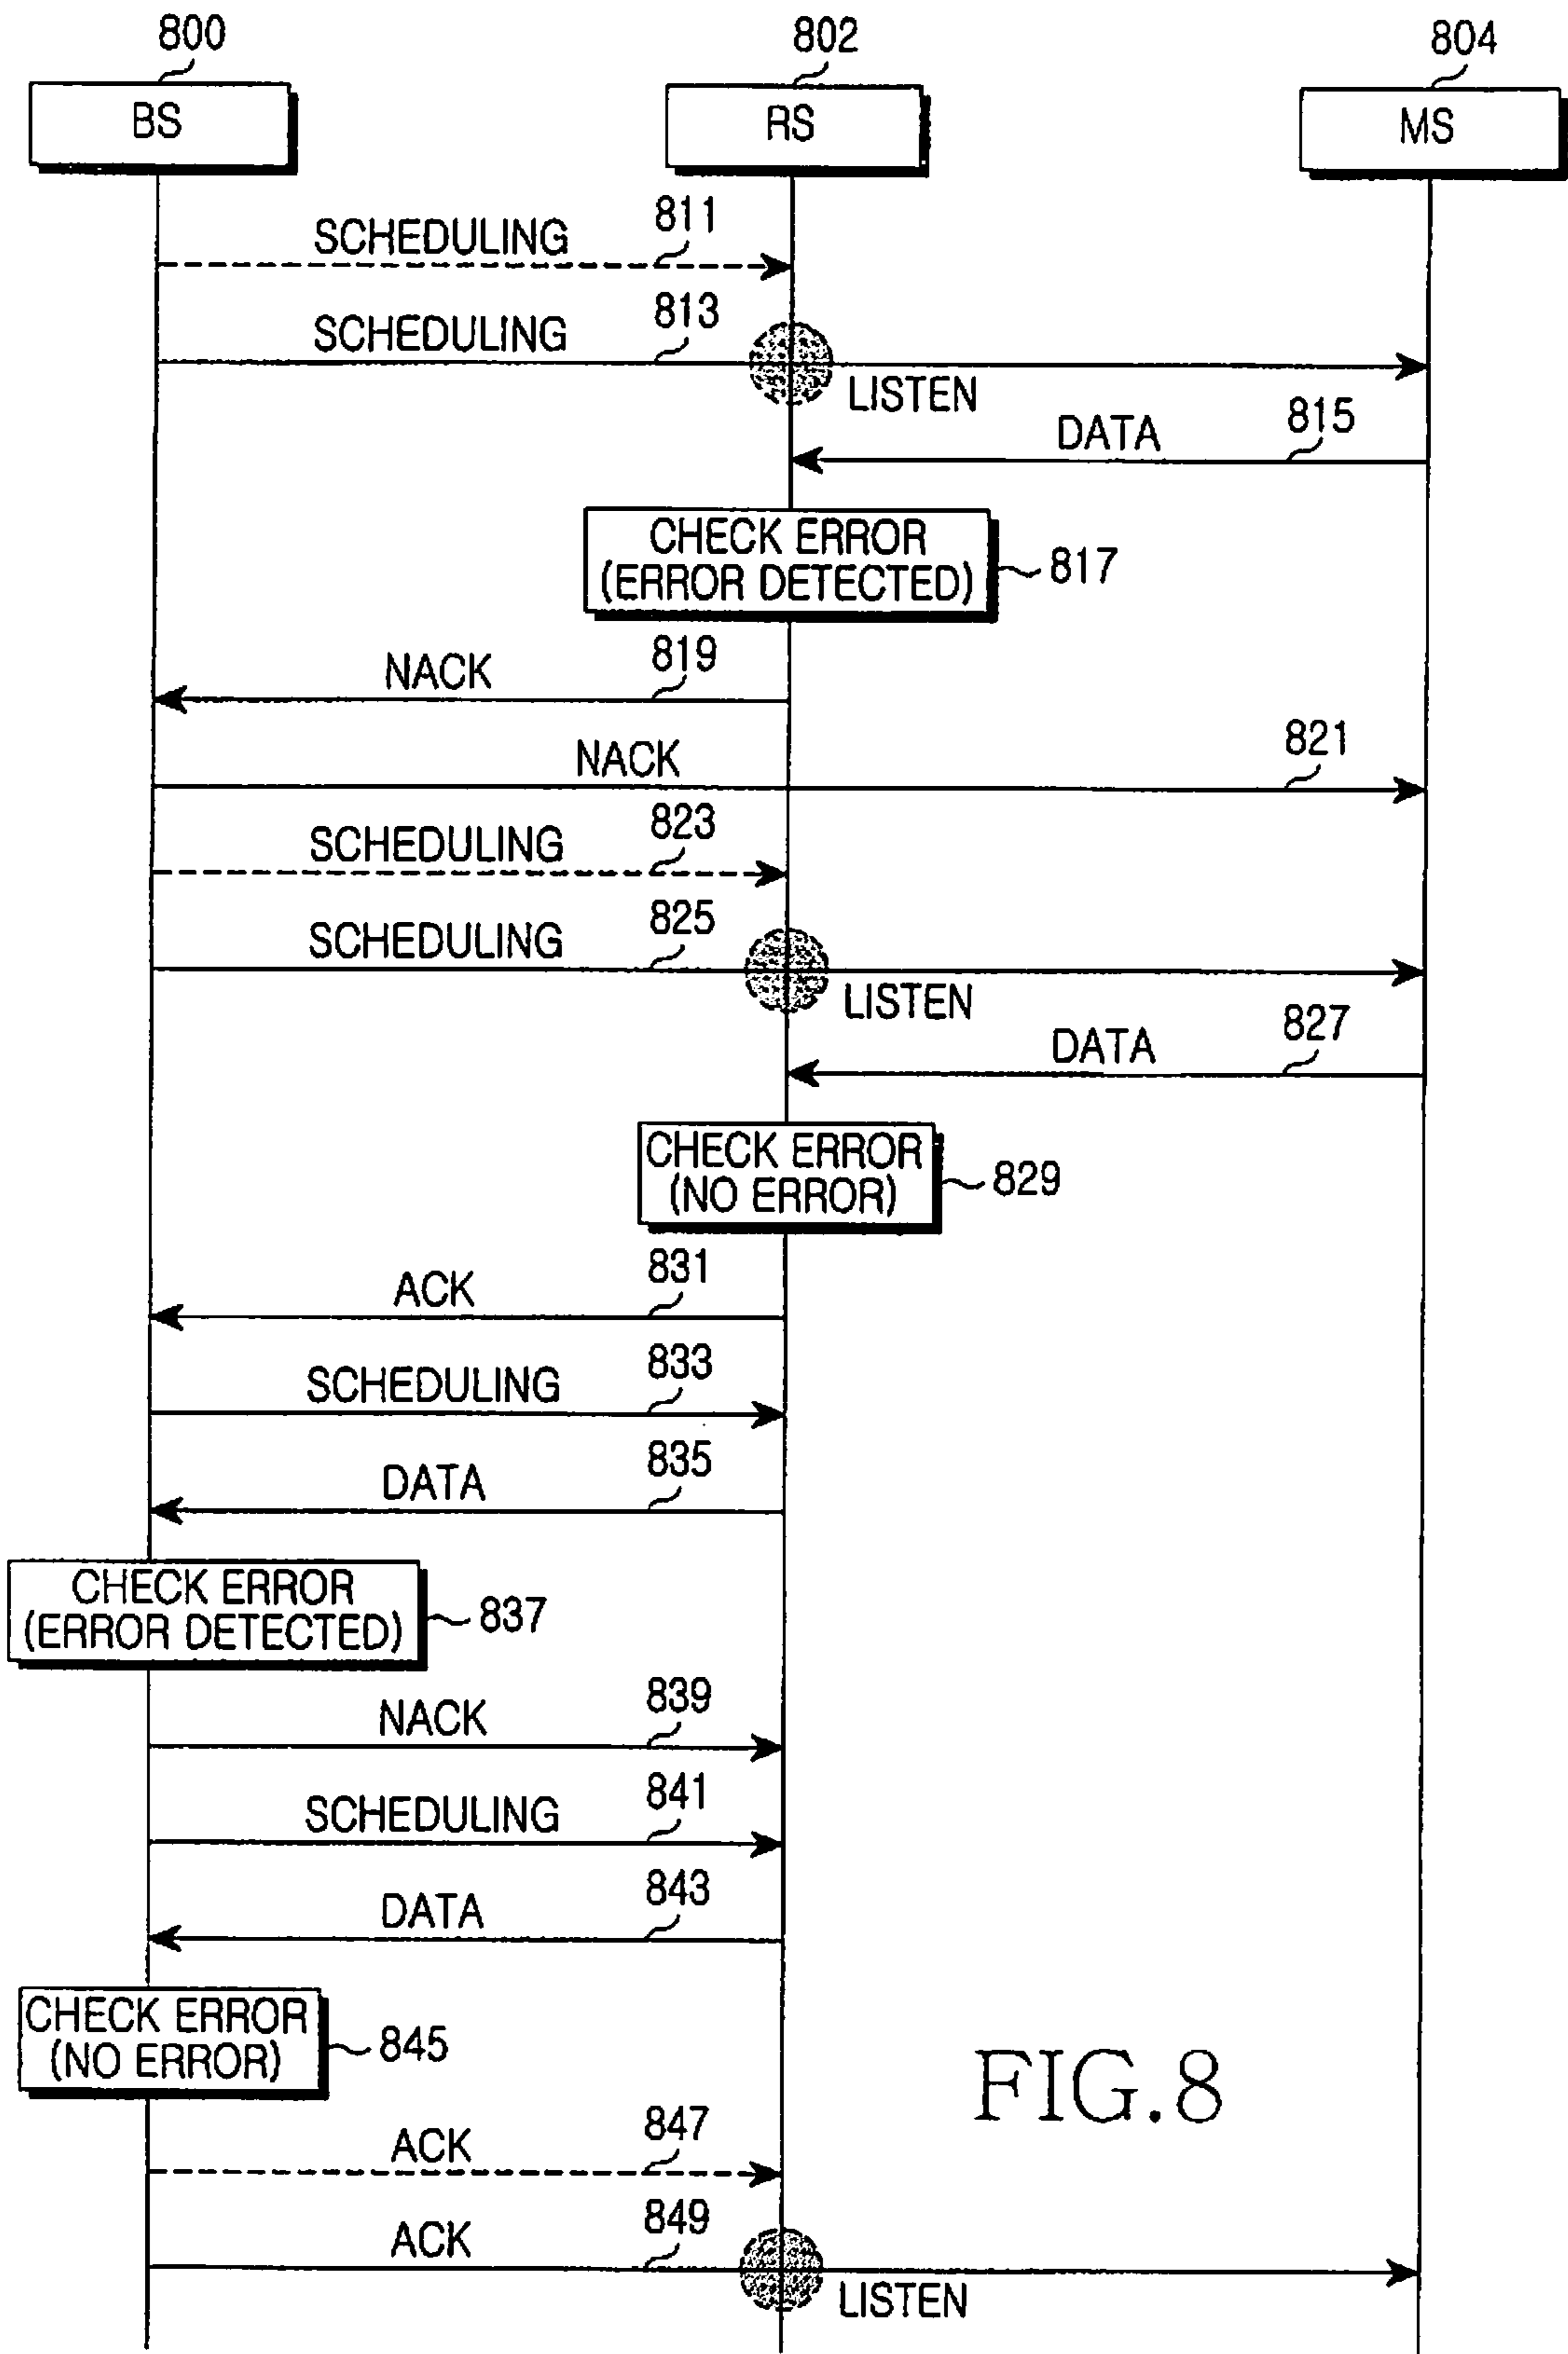 800
802
804
BS
RS
MS
SCHEDULING
811
SCHEDULING
813
LISTEN
DATA
815
CHECK ERROR
(ERROR DETECTED)
817
NACK
819
NACK
821
SCHEDULING
823
SCHEDULING
825
LISTEN
DATA
827
CHECK ERROR
(NO ERROR)
829
ACK
831
SCHEDULING
833
DATA
835
CHECK ERROR
(ERROR DETECTED)
837
NACK
839
SCHEDULING
841
DATA
843
CHECK ERROR
(NO ERROR)
845
FIG.8
ACK
847
ACK
849
LISTEN